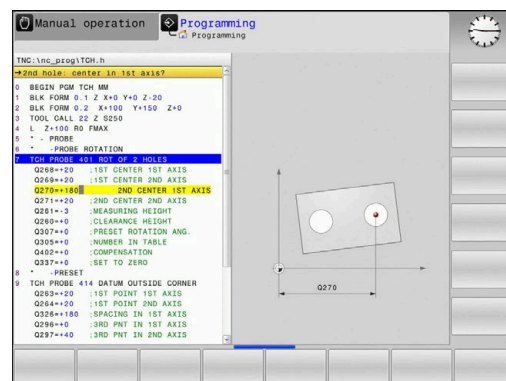 Manual operation
Programming
Programming
TNC:\nc_prog\TCH.h
→2nd hole: center in 1st axis?
0 BEGIN PGM TCH MM
1 BLK FORM 0.1 Z X+0 Y+0 Z-20
2 BLK FORM 0.2 X+100 Y+150 Z+0
3 TOOL CALL 22 Z S250
4 L Z+100 R0 FMAX
5 * - PROBE
6 * -PROBE ROTATION
7 TCH PROBE 401 ROT OF 2 HOLES
Q268=+20 ;1ST CENTER 1ST AXIS
Q269=+20 ;1ST CENTER 2ND AXIS
Q270=+180 2ND CENTER 1ST AXIS
Q271=+20 ;2ND CENTER 2ND AXIS
Q261=-3 ;MEASURING HEIGHT
Q260=+0 ;CLEARANCE HEIGHT
Q307=+0 ;PRESET ROTATION ANG.
Q305=+0 ;NUMBER IN TABLE
Q402=+0 ;COMPENSATION
Q337=+0 ;SET TO ZERO
8 * -PRESET
9 TCH PROBE 414 DATUM OUTSIDE CORNER
Q263=+20 ;1ST POINT 1ST AXIS
Q264=+20 ;1ST POINT 2ND AXIS
Q326=+180 ;SPACING IN 1ST AXIS
Q296=+0 ;3RD PNT IN 1ST AXIS
Q297=+40 ;3RD PNT IN 2ND AXIS
Q270